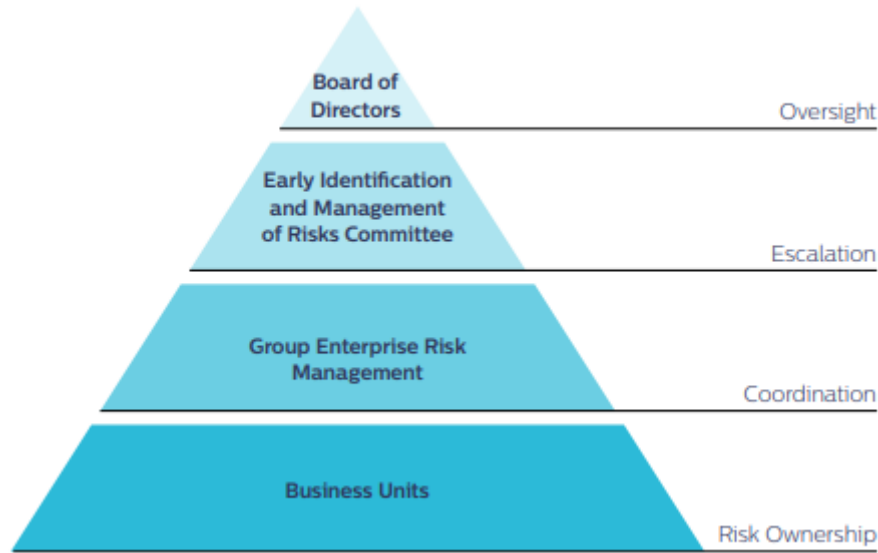 Board of
Directors
Oversight
Early Identification
and Management
of Risks Committee
Escalation
Group Enterprise Risk
Management
Coordination
Business Units
Risk Ownership